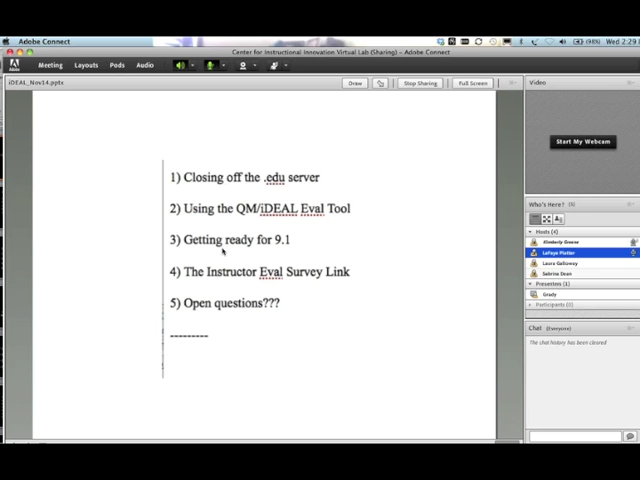 Adobe Connect
(98%)
Wed 2:29
Center for Instructional Innovation Virtual Lab (Sharing) - Adobe Connect
Meeting Layouts Pods Audio
iDEAL_Nov14.pptx
Draw
Stop Sharing
Full Screen
1) Closing off the .edu server
2) Using the QM/iDEAL Eval Tool
3) Getting ready for 9.1
4) The Instructor Eval Survey Link
5) Open questions???
---------
Video
Start My Webcam
Who's Here?
Hosts (4)
Kimberly Greene
LaFaye Platter
Laura Galloway
Sabrina Dean
Presenters (1)
Grady
Participants (0)
Chat (Everyone)
The chat history has been cleared